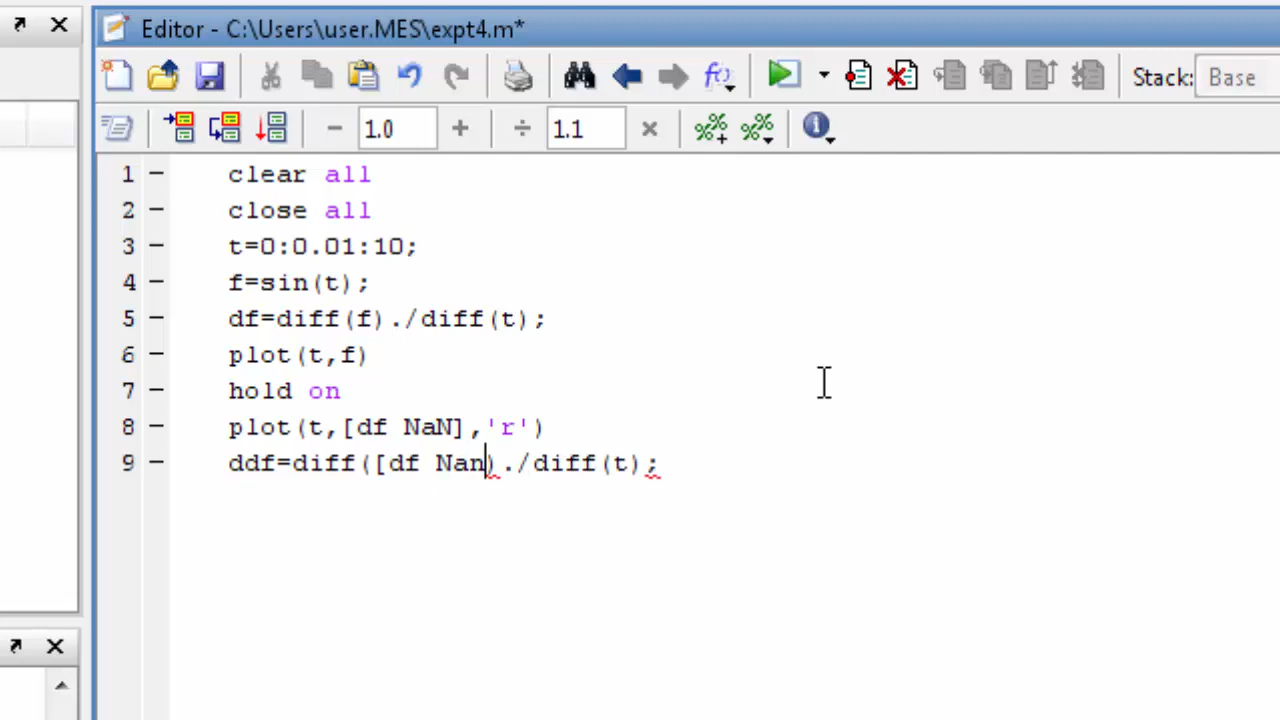 Editor - C:\Users\user.MES\expt4.m*
Stack: Base
1.0
1.1
1 clear all
2 close all
3 t=0:0.01:10;
4 f=sin(t);
5 df=diff(f)./diff(t);
6 plot(t,f)
7 hold on
8 plot(t,[df NaN],'r')
9 ddf=diff([df Nan)./diff(t);